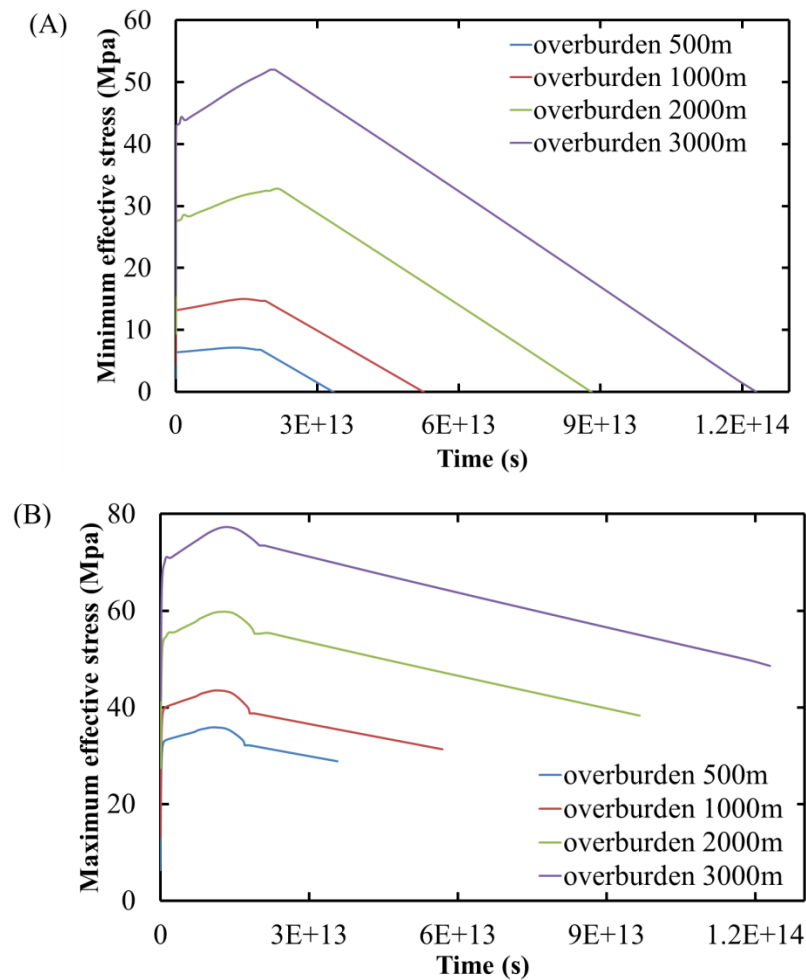 (A)
Minimum effective stress (Mpa)
60
50
40
30
20
10
0
overburden 500m
overburden 1000m
overburden 2000m
overburden 3000m
0 3E+13 6E+13 9E+13 1.2E+14
Time (s)
(B)
Maximum effective stress (Mpa)
80
60
40
20
0
overburden 500m
overburden 1000m
overburden 2000m
overburden 3000m
0 3E+13 6E+13 9E+13 1.2E+14
Time (s)